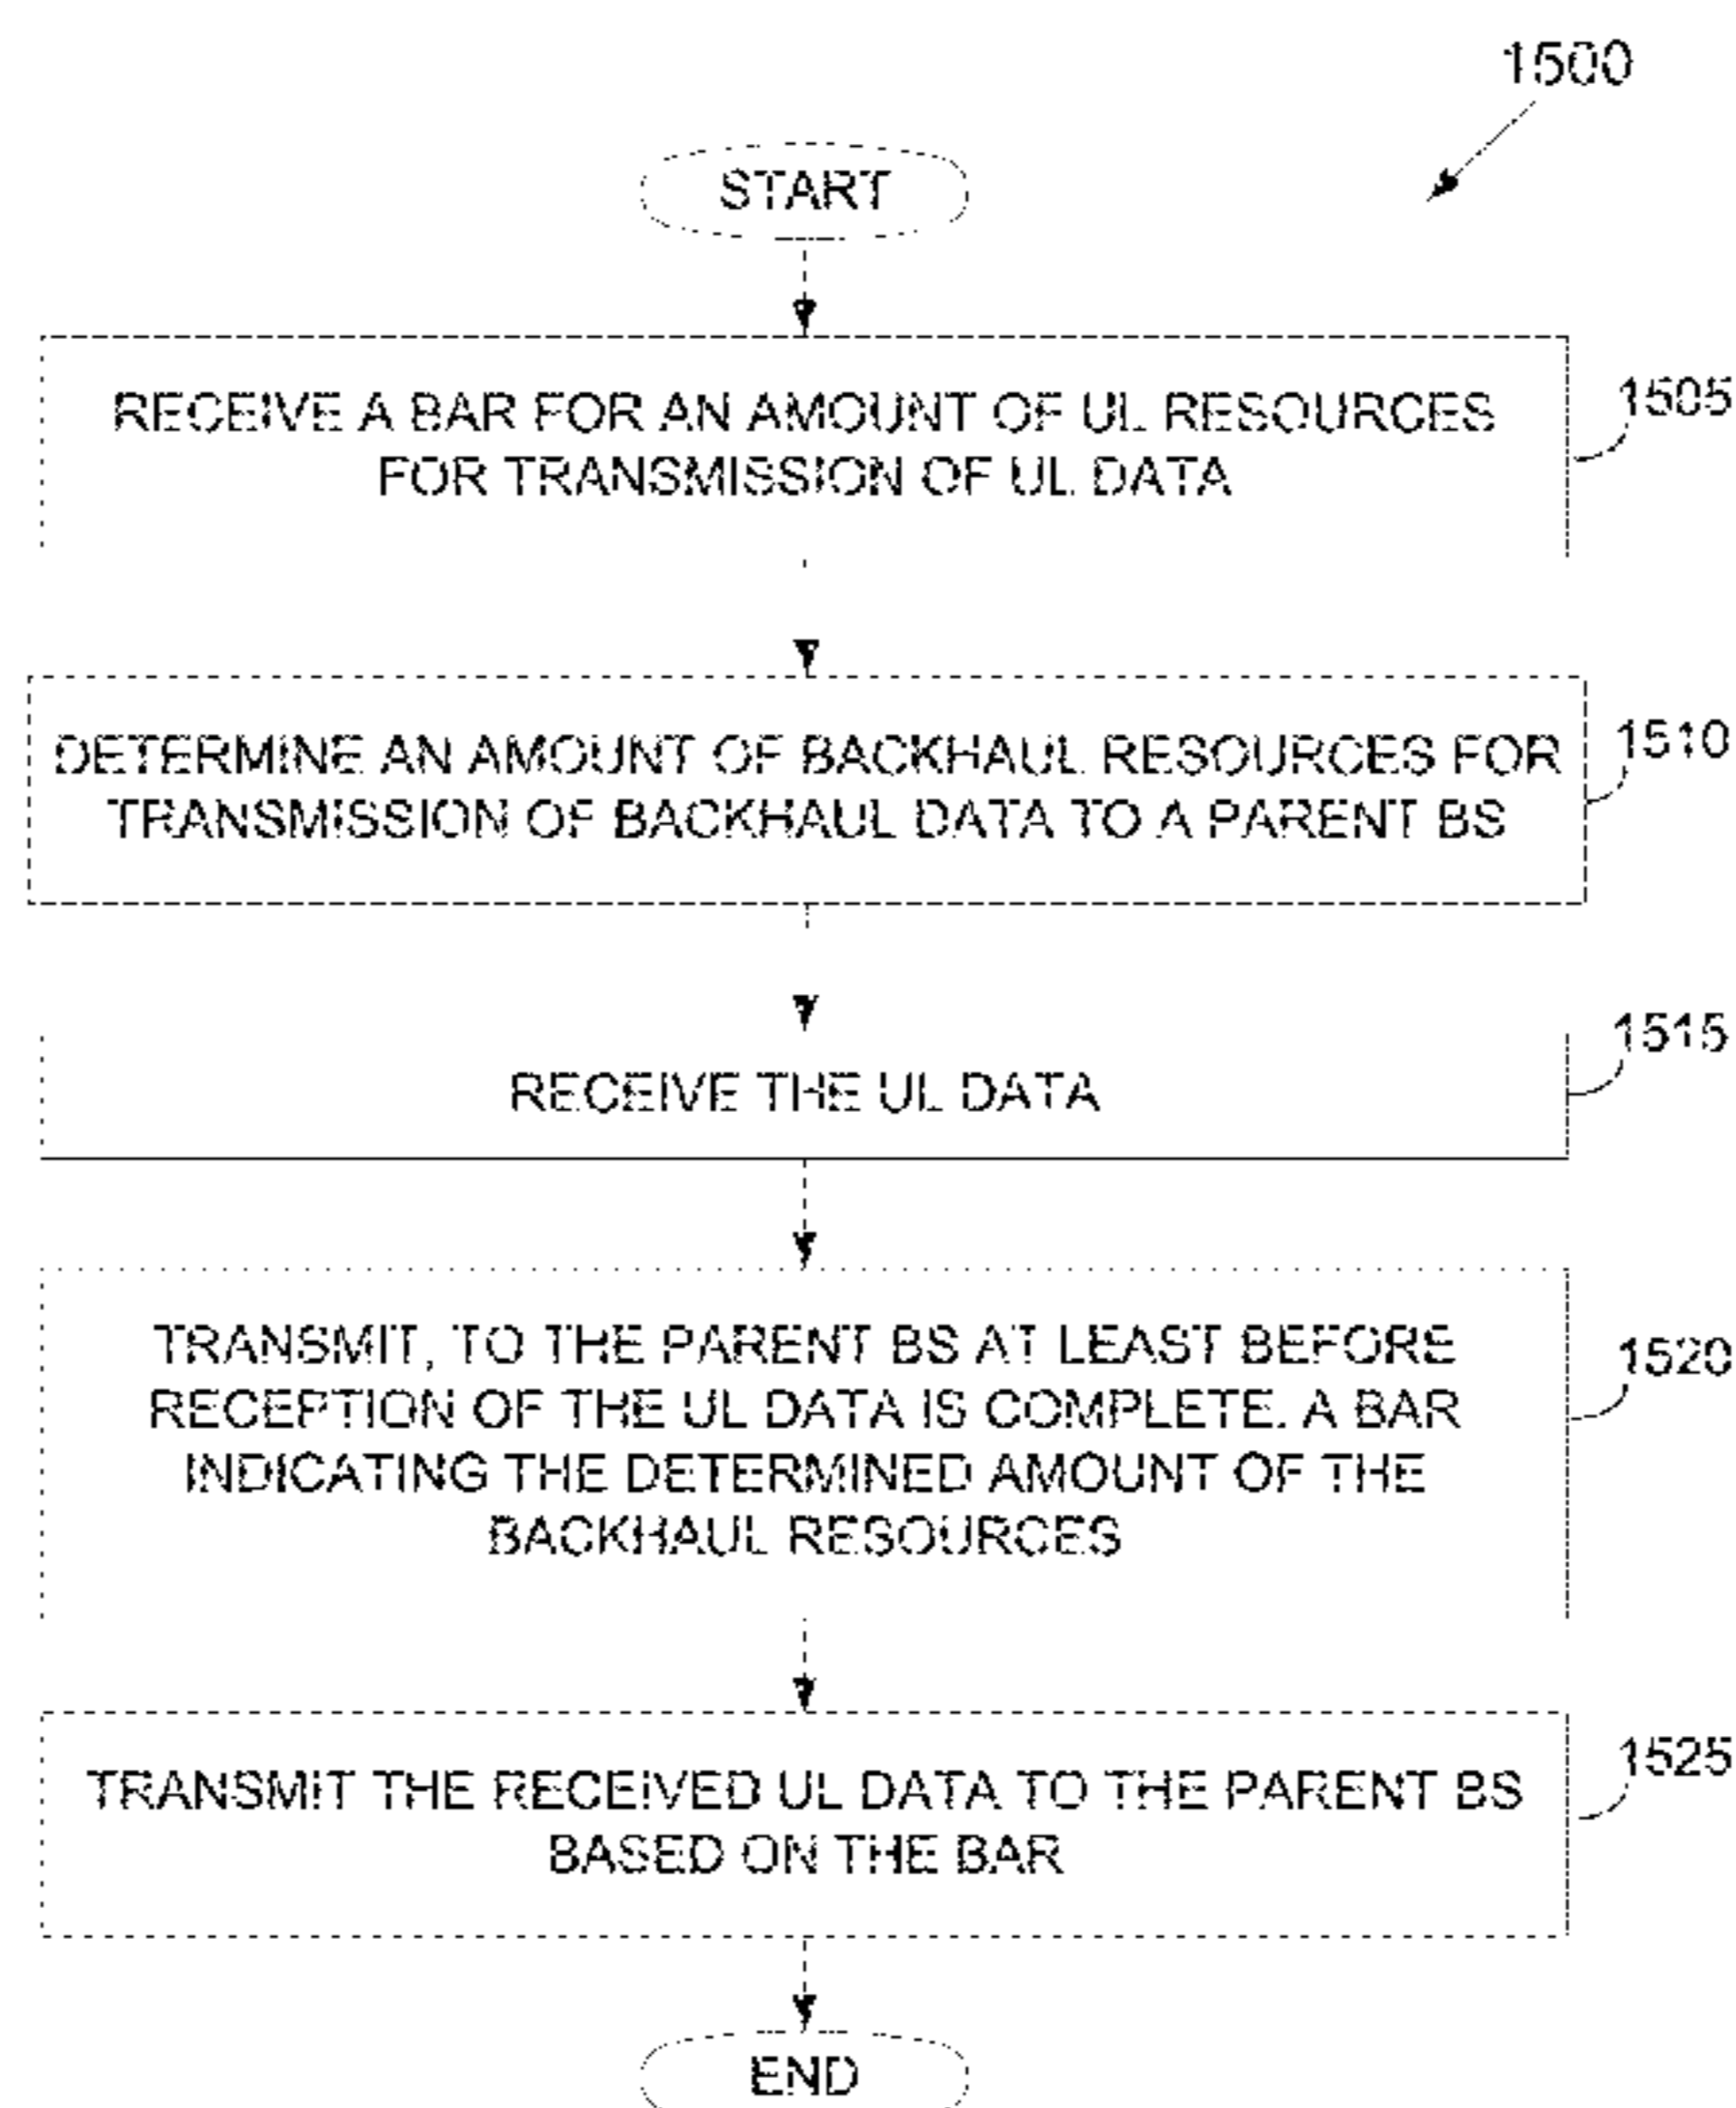 1500
START
RECEIVE A BAR FOR AN AMOUNT OF UL RESOURCES
FOR TRANSMISSION OF UL DATA
1505
DETERMINE AN AMOUNT OF BACKHAUL RESOURCES FOR
TRANSMISSION OF BACKHAUL DATA TO A PARENT BS
1510
RECEIVE THE UL DATA
1515
TRANSMIT, TO THE PARENT BS AT LEAST BEFORE
RECEPTION OF THE UL DATA IS COMPLETE. A BAR
INDICATING THE DETERMINED AMOUNT OF THE
BACKHAUL RESOURCES
1520
TRANSMIT THE RECEIVED UL DATA TO THE PARENT BS
BASED ON THE BAR
1525
END